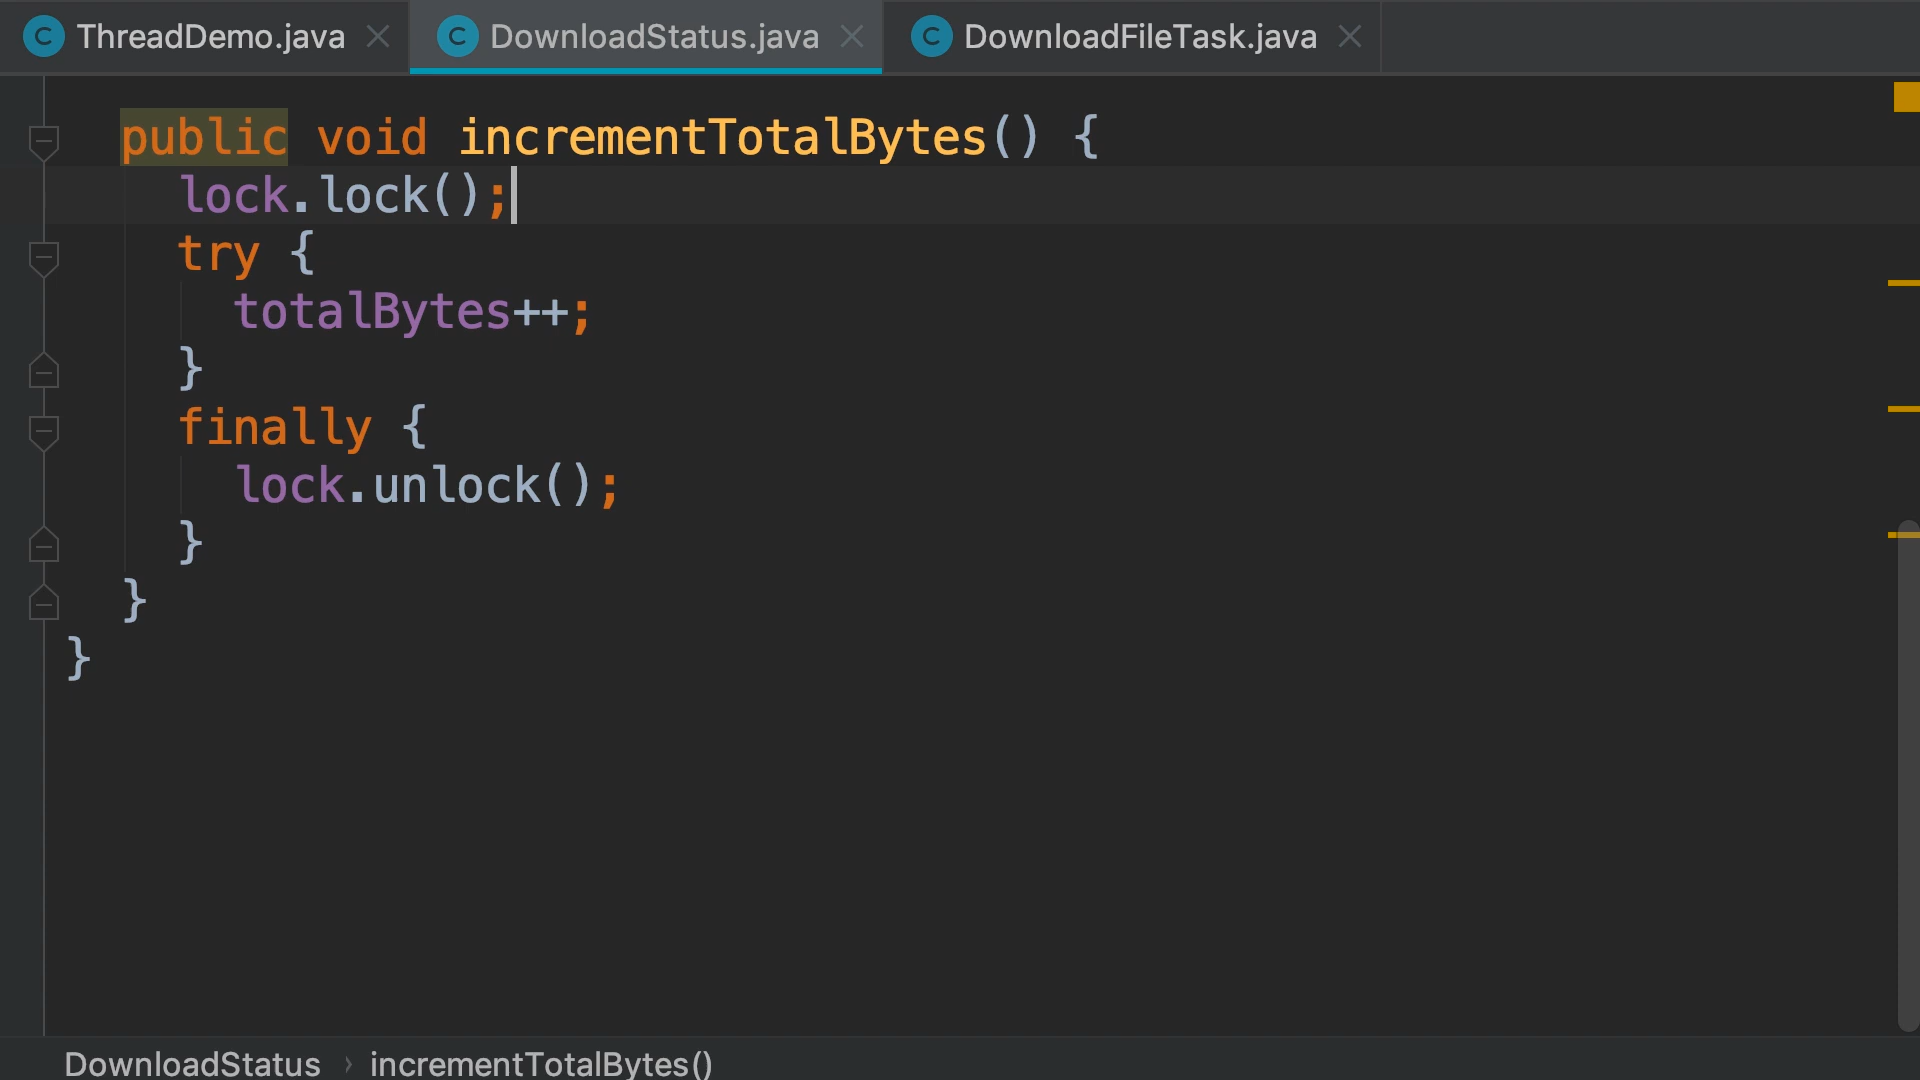 C ThreadDemo.java × C DownloadStatus.java × C DownloadFileTask.java ×
public void incrementTotalBytes() {
lock.lock();
try {
totalBytes++;
}
finally {
lock.unlock();
}
}
}
DownloadStatus › incrementTotalBytes()